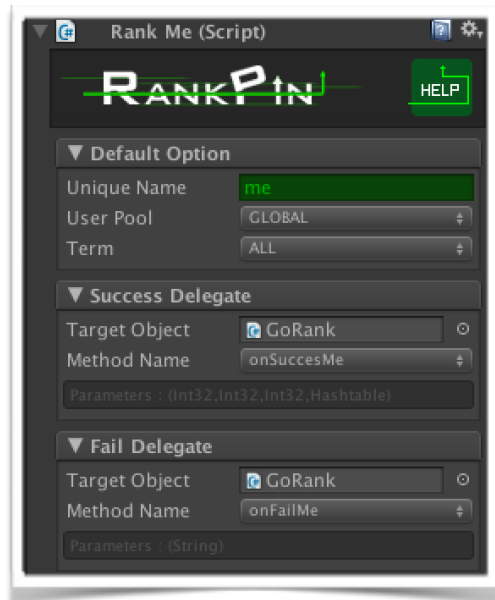 Rank Me (Script)
RANKPIN
HELP
▼ Default Option
Unique Name me
User Pool GLOBAL
Term ALL
▼ Success Delegate
Target Object GoRank
Method Name onSuccesMe
Parameters : (Int32,Int32,Int32,Hashtable)
▼ Fail Delegate
Target Object GoRank
Method Name onFailMe
Parameters : (String)